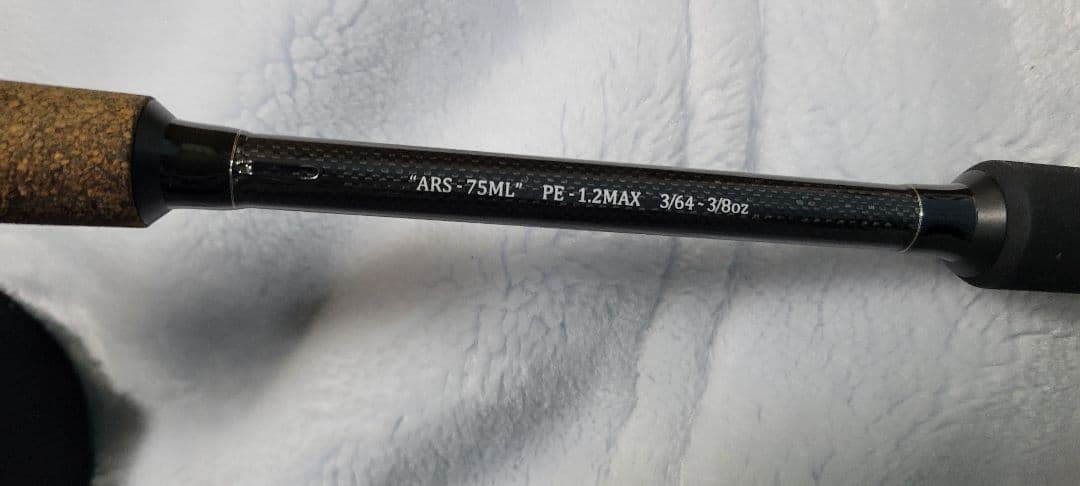 "ARS-75ML" PE-1.2MAX 3/64~3/8oz